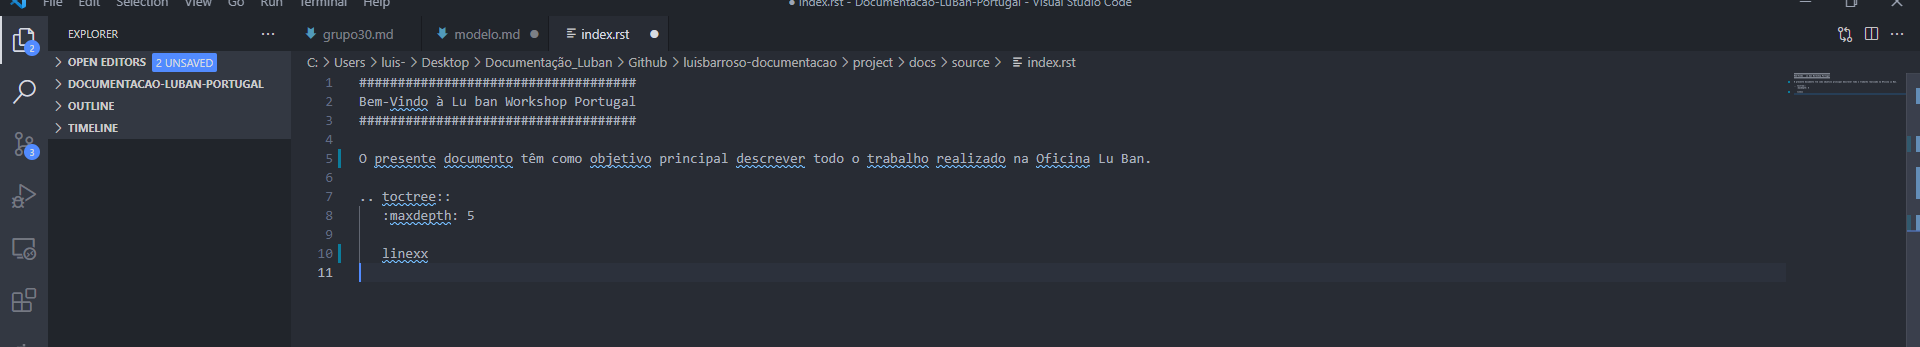 File Edit Selection View Go Run Terminal Help
● index.rst - Documentacao-LuBan-Portugal - Visual Studio Code
2
3
EXPLORER ···
OPEN EDITORS 2 UNSAVED
DOCUMENTACAO-LUBAN-PORTUGAL
OUTLINE
TIMELINE
grupo30.md
modelo.md
index.rst
C: > Users > luis- > Desktop > Documentação_Luban > Github > luisbarroso-documentacao > project > docs > source > index.rst
1 ####################################
2 Bem-Vindo à Lu ban Workshop Portugal
3 ####################################
4
5 O presente documento têm como objetivo principal descrever todo o trabalho realizado na Oficina Lu Ban.
6
7 .. toctree::
8 :maxdepth: 5
9
10 linexx
11